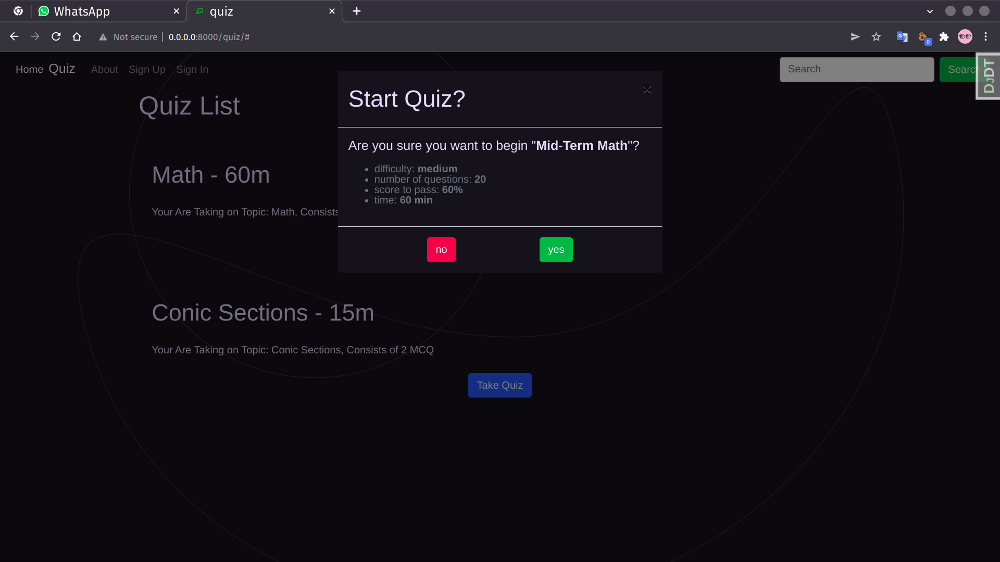 WhatsApp
quiz
Not secure
0.0.0.0:8000/quiz/#
0
Home Quiz About Sign Up Sign In
Search
Search
DJDT
Quiz List
Start Quiz?
Are you sure you want to begin "Mid-Term Math"?
difficulty: medium
number of questions: 20
score to pass: 60%
time: 60 min
no
yes
Math - 60m
Your Are Taking on Topic: Math, Consists
Conic Sections - 15m
Your Are Taking on Topic: Conic Sections, Consists of 2 MCQ
Take Quiz